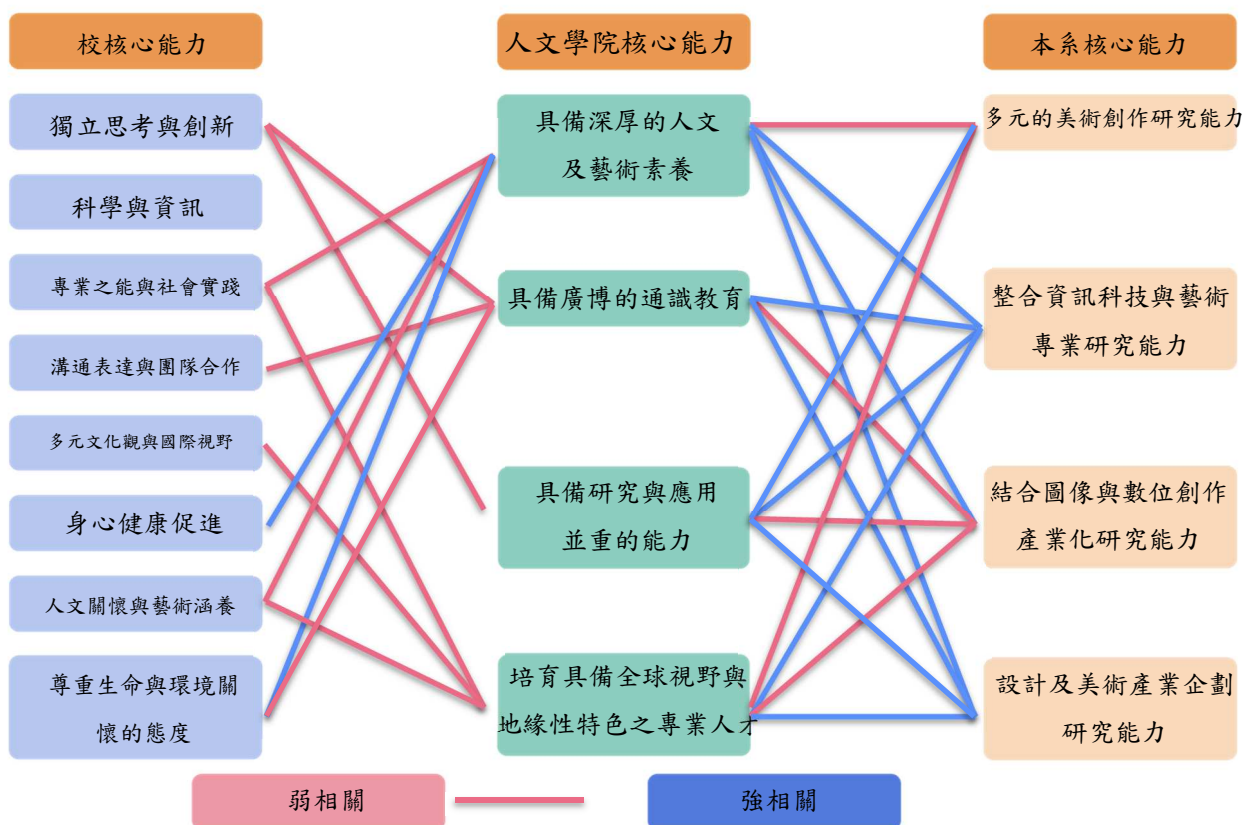 校核心能力
人文學院核心能力
本系核心能力
獨立思考與創新
科學與資訊
專業之能與社會實踐
溝通表達與團隊合作
多元文化觀與國際視野
身心健康促進
人文關懷與藝術涵養
尊重生命與環境關
懷的態度
具備深厚的人文
及藝術素養
具備廣博的通識教育
具備研究與應用
並重的能力
培育具備全球視野與
地緣性特色之專業人才
多元的美術創作研究能力
整合資訊科技與藝術
專業研究能力
結合圖像與數位創作
產業化研究能力
設計及美術產業企劃
研究能力
弱相關
強相關